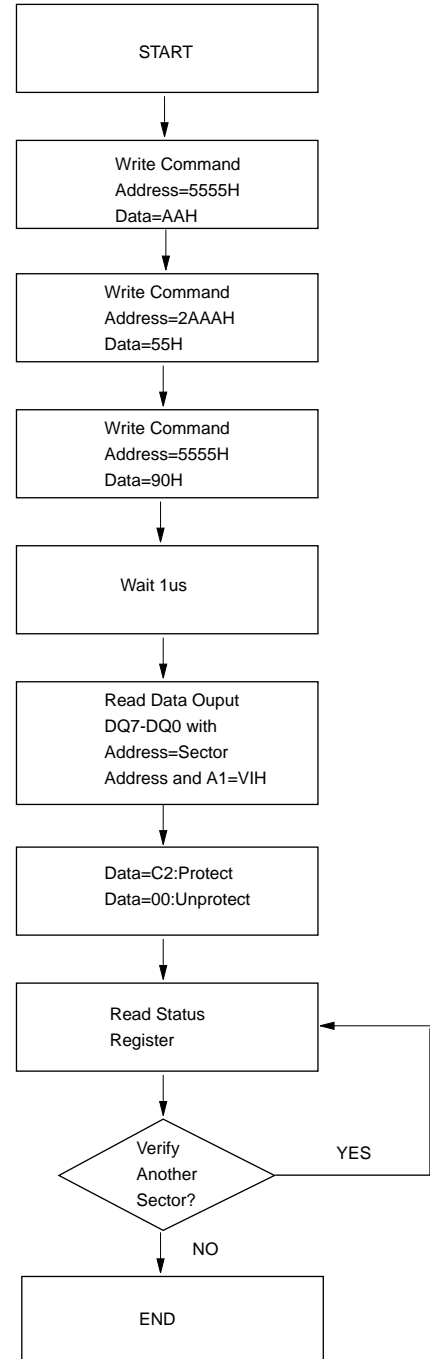 START
Write Command
Address=5555H
Data=AAH
Write Command
Address=2AAAH
Data=55H
Write Command
Address=5555H
Data=90H
Wait 1us
Read Data Ouput
DQ7-DQ0 with
Address=Sector
Address and A1=VIH
Data=C2:Protect
Data=00:Unprotect
Read Status
Register
Verify
Another
Sector?
YES
NO
END